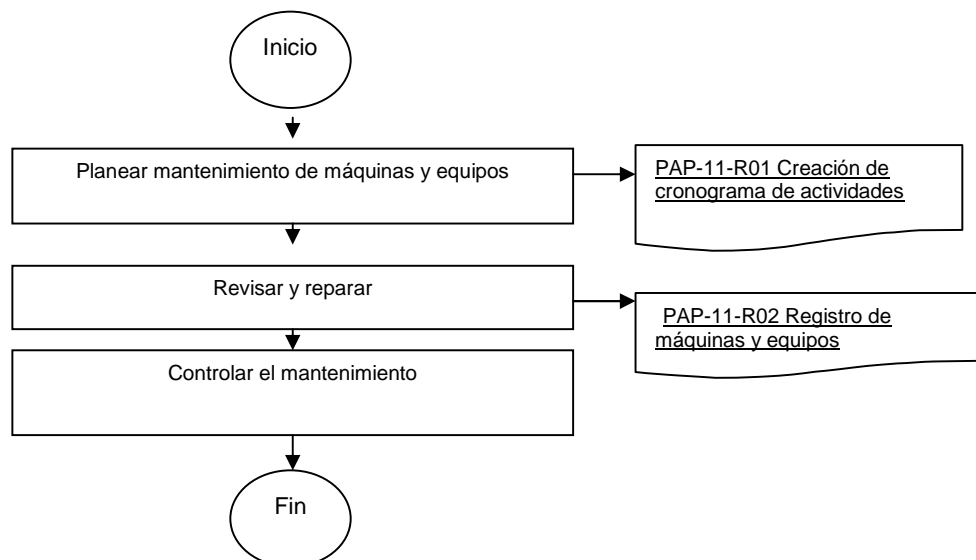 Inicio
Planear mantenimiento de máquinas y equipos
PAP-11-R01 Creación de
cronograma de actividades
Revisar y reparar
PAP-11-R02 Registro de
máquinas y equipos
Controlar el mantenimiento
Fin